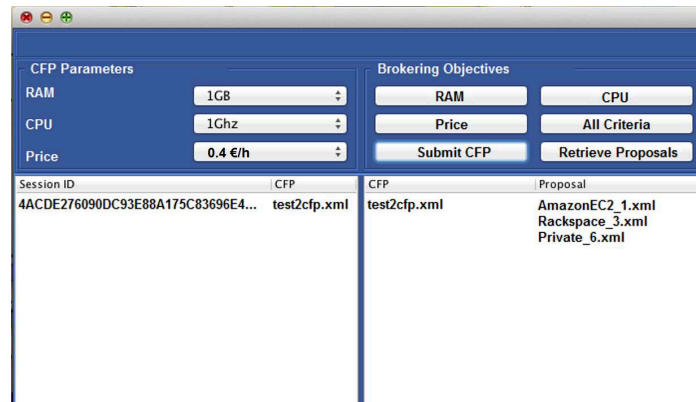 CFP Parameters
RAM 1GB
CPU 1Ghz
Price 0.4 €/h
Brokering Objectives
RAM CPU
Price All Criteria
Submit CFP Retrieve Proposals
Session ID CFP
4ACDE276090DC93E88A175C83696E4... test2cfp.xml
CFP Proposal
test2cfp.xml AmazonEC2_1.xml
Rackspace_3.xml
Private_6.xml